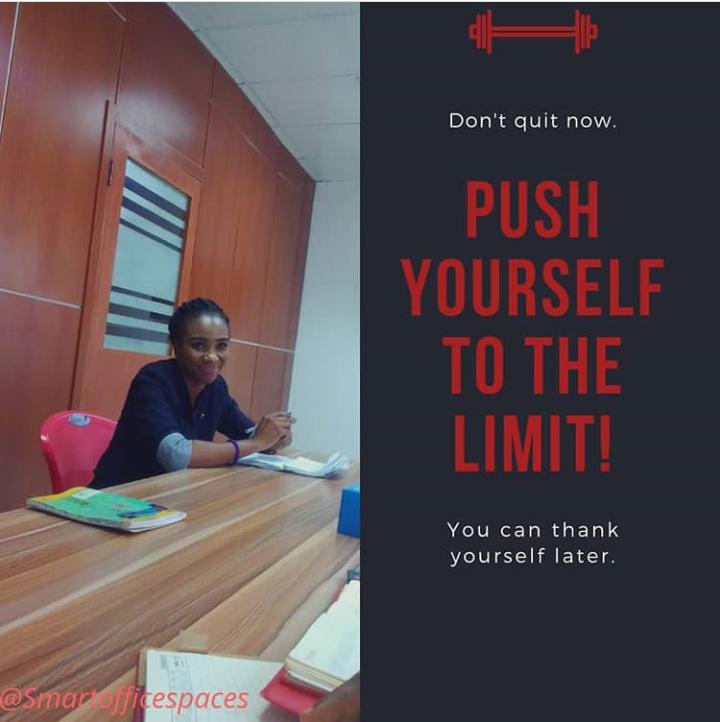 Don't quit now.
PUSH
YOURSELF
TO THE
LIMIT!
You can thank
yourself later.
@Smartofficespaces